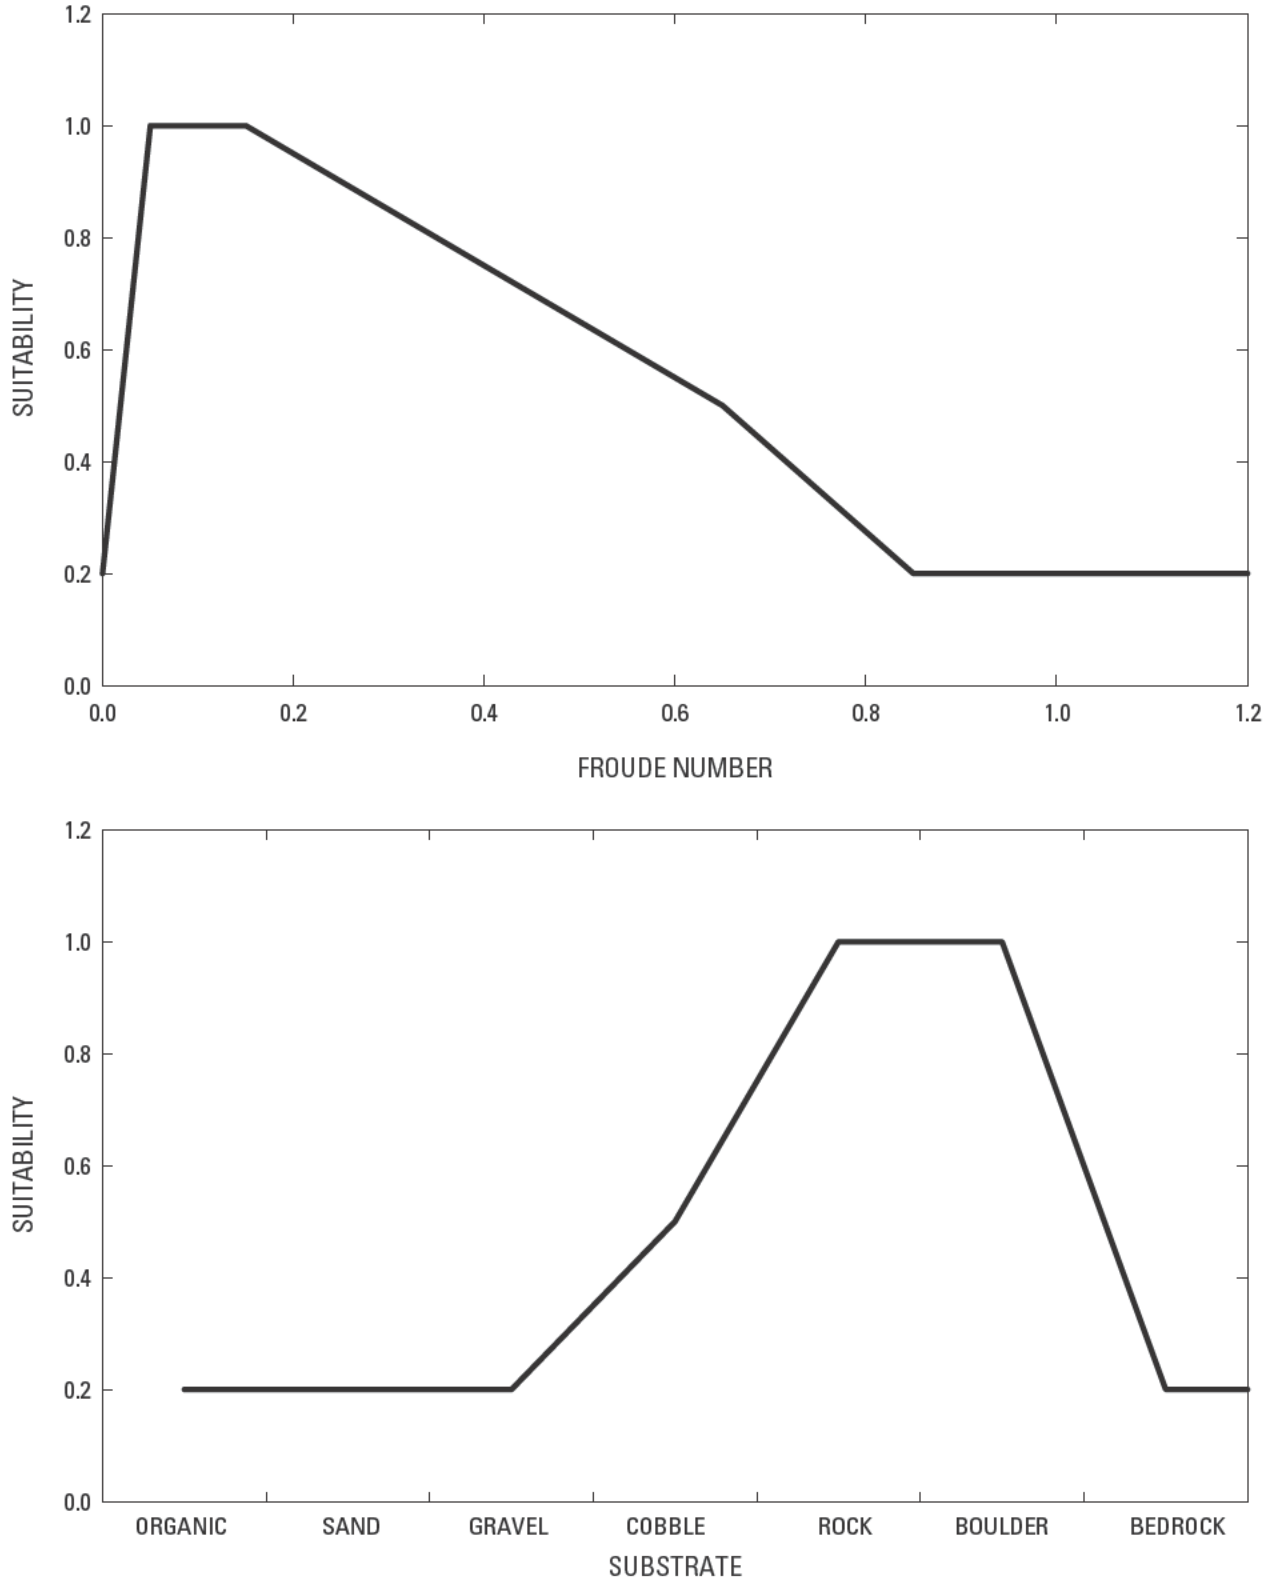 1.2
1.0
0.8
0.6
0.4
0.2
0.0
SUITABILITY
0.0 0.2 0.4 0.6 0.8 1.0 1.2
FROUDE NUMBER
1.2
1.0
0.8
0.6
0.4
0.2
0.0
SUITABILITY
ORGANIC SAND GRAVEL COBBLE ROCK BOULDER BEDROCK
SUBSTRATE